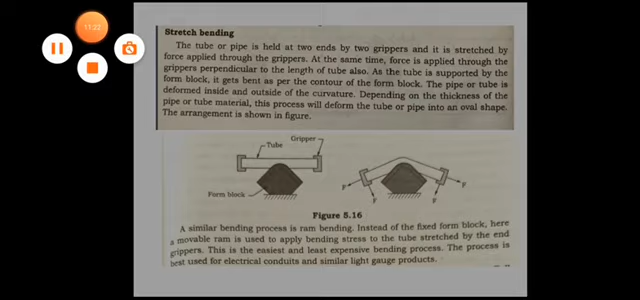 11:22
Stretch bending
The tube or pipe is held at two ends by two grippers and it is stretched by
force applied through the grippers. At the same time, force is applied through the
grippers perpendicular to the length of tube also. As the tube is supported by the
form block, it gets bent as per the contour of the form block. The pipe or tube is
deformed inside and outside of the curvature. Depending on the thickness of the
pipe or tube material, this process will deform the tube or pipe into an oval shape.
The arrangement is shown in figure.
Gripper
Tube
Form block
F F
F F
Figure 5.16
A similar bending process is ram bending. Instead of the fixed form block, here
a movable ram is used to apply bending stress to the tube stretched by the end
grippers. This is the easiest and least expensive bending process. The process is
best used for electrical conduits and similar light gauge products.